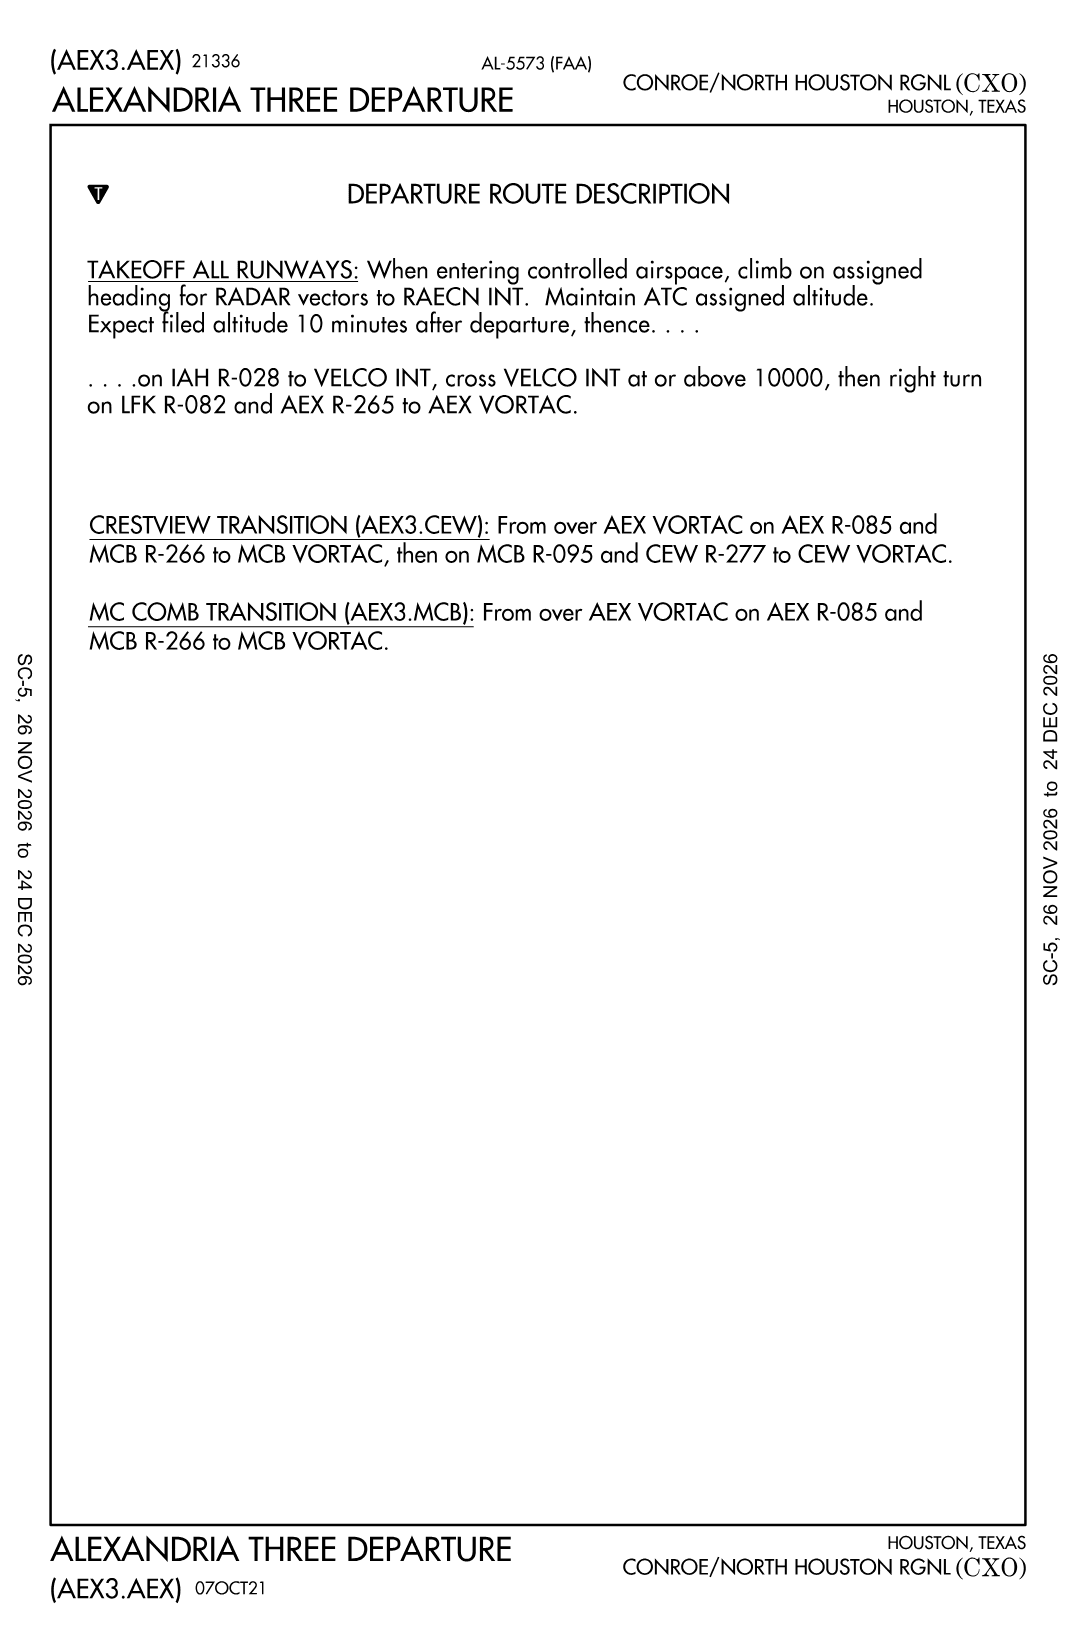 (AEX3.AEX) 21336
AL-5573 (FAA)
CONROE/NORTH HOUSTON RGNL (CXO)
ALEXANDRIA THREE DEPARTURE
HOUSTON, TEXAS
T
DEPARTURE ROUTE DESCRIPTION
TAKEOFF ALL RUNWAYS: When entering controlled airspace, climb on assigned
heading for RADAR vectors to RAECN INT. Maintain ATC assigned altitude.
Expect filed altitude 10 minutes after departure, thence. . . .
. . . .on IAH R-028 to VELCO INT, cross VELCO INT at or above 10000, then right turn
on LFK R-082 and AEX R-265 to AEX VORTAC.
CRESTVIEW TRANSITION (AEX3.CEW): From over AEX VORTAC on AEX R-085 and
MCB R-266 to MCB VORTAC, then on MCB R-095 and CEW R-277 to CEW VORTAC.
MC COMB TRANSITION (AEX3.MCB): From over AEX VORTAC on AEX R-085 and
MCB R-266 to MCB VORTAC.
SC-5, 26 NOV 2026 to 24 DEC 2026
SC-5, 26 NOV 2026 to 24 DEC 2026
ALEXANDRIA THREE DEPARTURE
HOUSTON, TEXAS
CONROE/NORTH HOUSTON RGNL (CXO)
(AEX3.AEX) 07OCT21